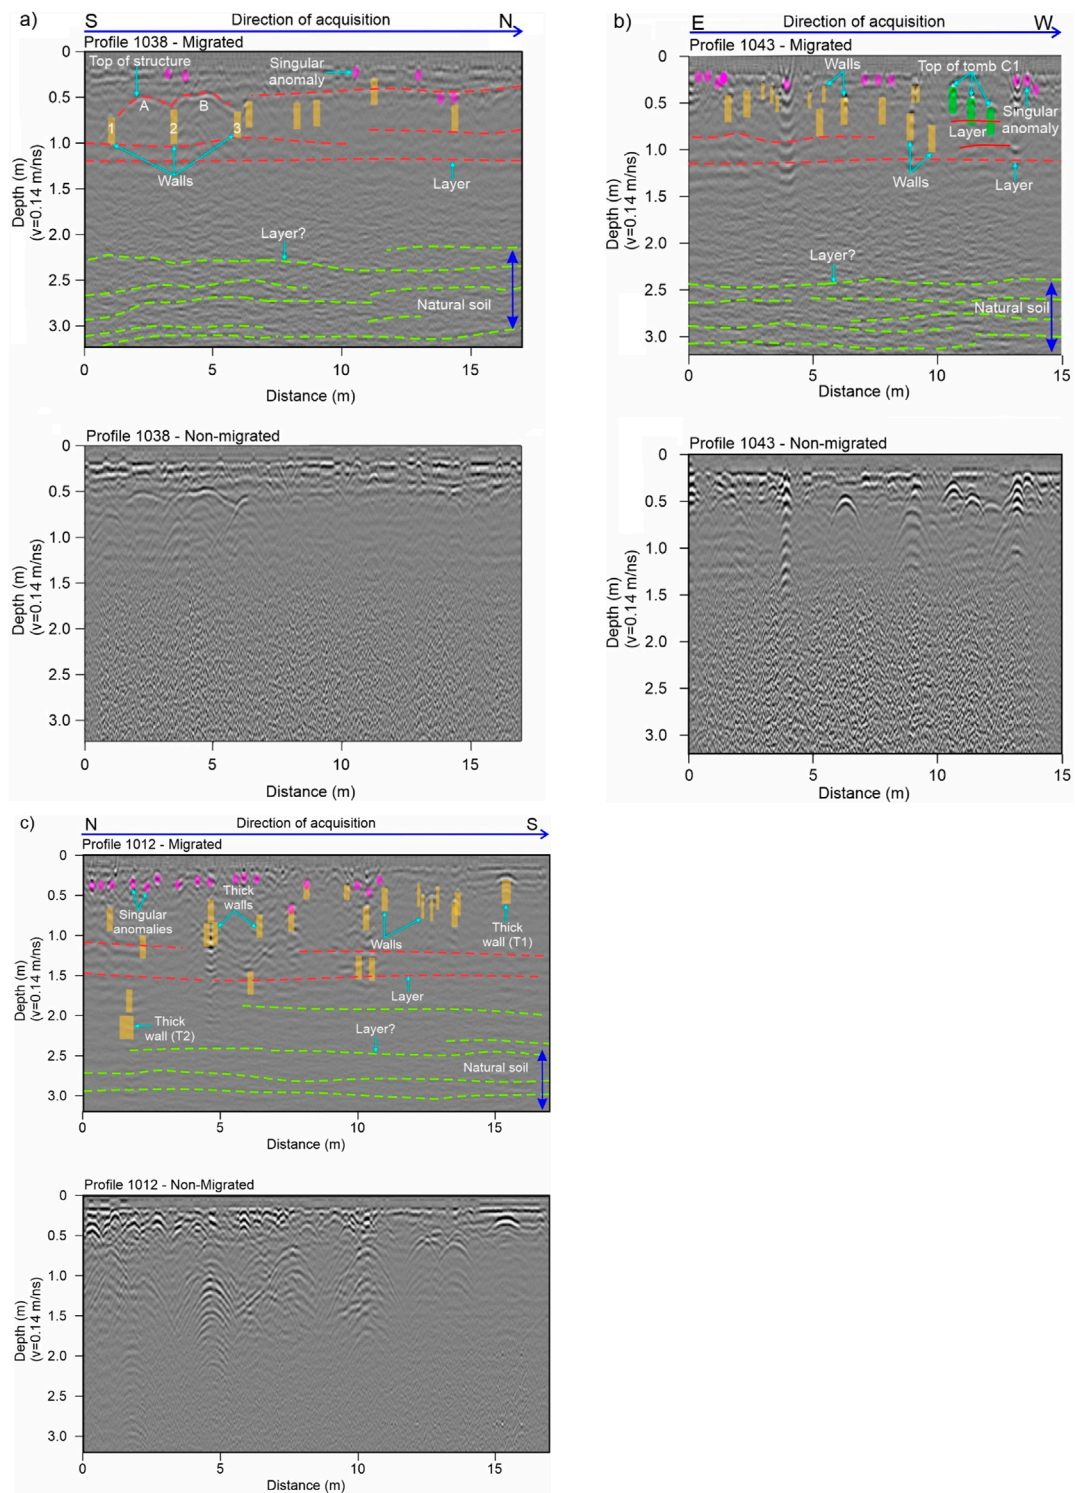 a)
S
Direction of acquisition
N
Profile 1038 - Migrated
Top of structure
Singular
anomaly
A
B
1
2
3
Walls
Layer
Layer?
Natural soil
0
0.5
1.0
1.5
2.0
2.5
3.0
Depth (m)
(v=0.14 m/ns)
0
5
10
15
Distance (m)
Profile 1038 - Non-migrated
0
0.5
1.0
1.5
2.0
2.5
3.0
Depth (m)
(v=0.14 m/ns)
0
5
10
15
Distance (m)
b)
E
Direction of acquisition
W
Profile 1043 - Migrated
Walls
Top of tomb C1
Singular
anomaly
Layer
Walls
Layer
Layer?
Natural soil
0
0.5
1.0
1.5
2.0
2.5
3.0
Depth (m)
(v=0.14 m/ns)
0
5
10
15
Distance (m)
Profile 1043 - Non-migrated
0
0.5
1.0
1.5
2.0
2.5
3.0
Depth (m)
(v=0.14 m/ns)
0
5
10
15
Distance (m)
c)
N
Direction of acquisition
S
Profile 1012 - Migrated
Singular
anomalies
Thick
walls
Walls
Thick
wall (T1)
Layer
Thick
wall (T2)
Layer?
Natural soil
0
0.5
1.0
1.5
2.0
2.5
3.0
Depth (m)
(v=0.14 m/ns)
0
5
10
15
Distance (m)
Profile 1012 - Non-Migrated
0
0.5
1.0
1.5
2.0
2.5
3.0
Depth (m)
(v=0.14 m/ns)
0
5
10
15
Distance (m)